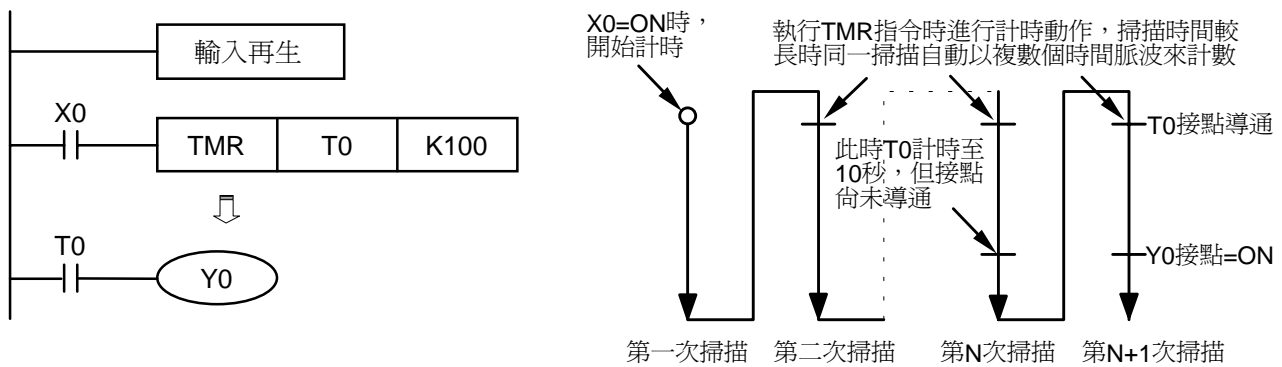 輸入再生
X0
TMR
T0
K100
T0
Y0
X0=ON時，
開始計時
執行TMR指令時進行計時動作，掃描時間較
長時同一掃描自動以複數個時間脈波來計數
此時T0計時至
10秒，但接點
尚未導通
T0接點導通
Y0接點=ON
第一次掃描
第二次掃描
第N次掃描
第N+1次掃描